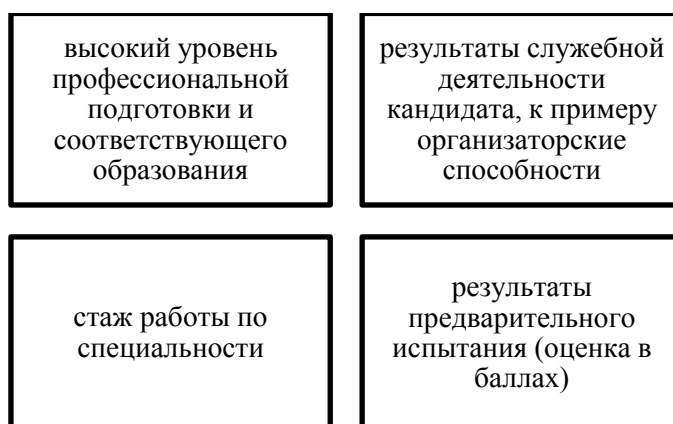 высокий уровень
профессиональной
подготовки и
соответствующего
образования
результаты служебной
деятельности
кандидата, к примеру
организаторские
способности
стаж работы по
специальности
результаты
предварительного
испытания (оценка в
баллах)